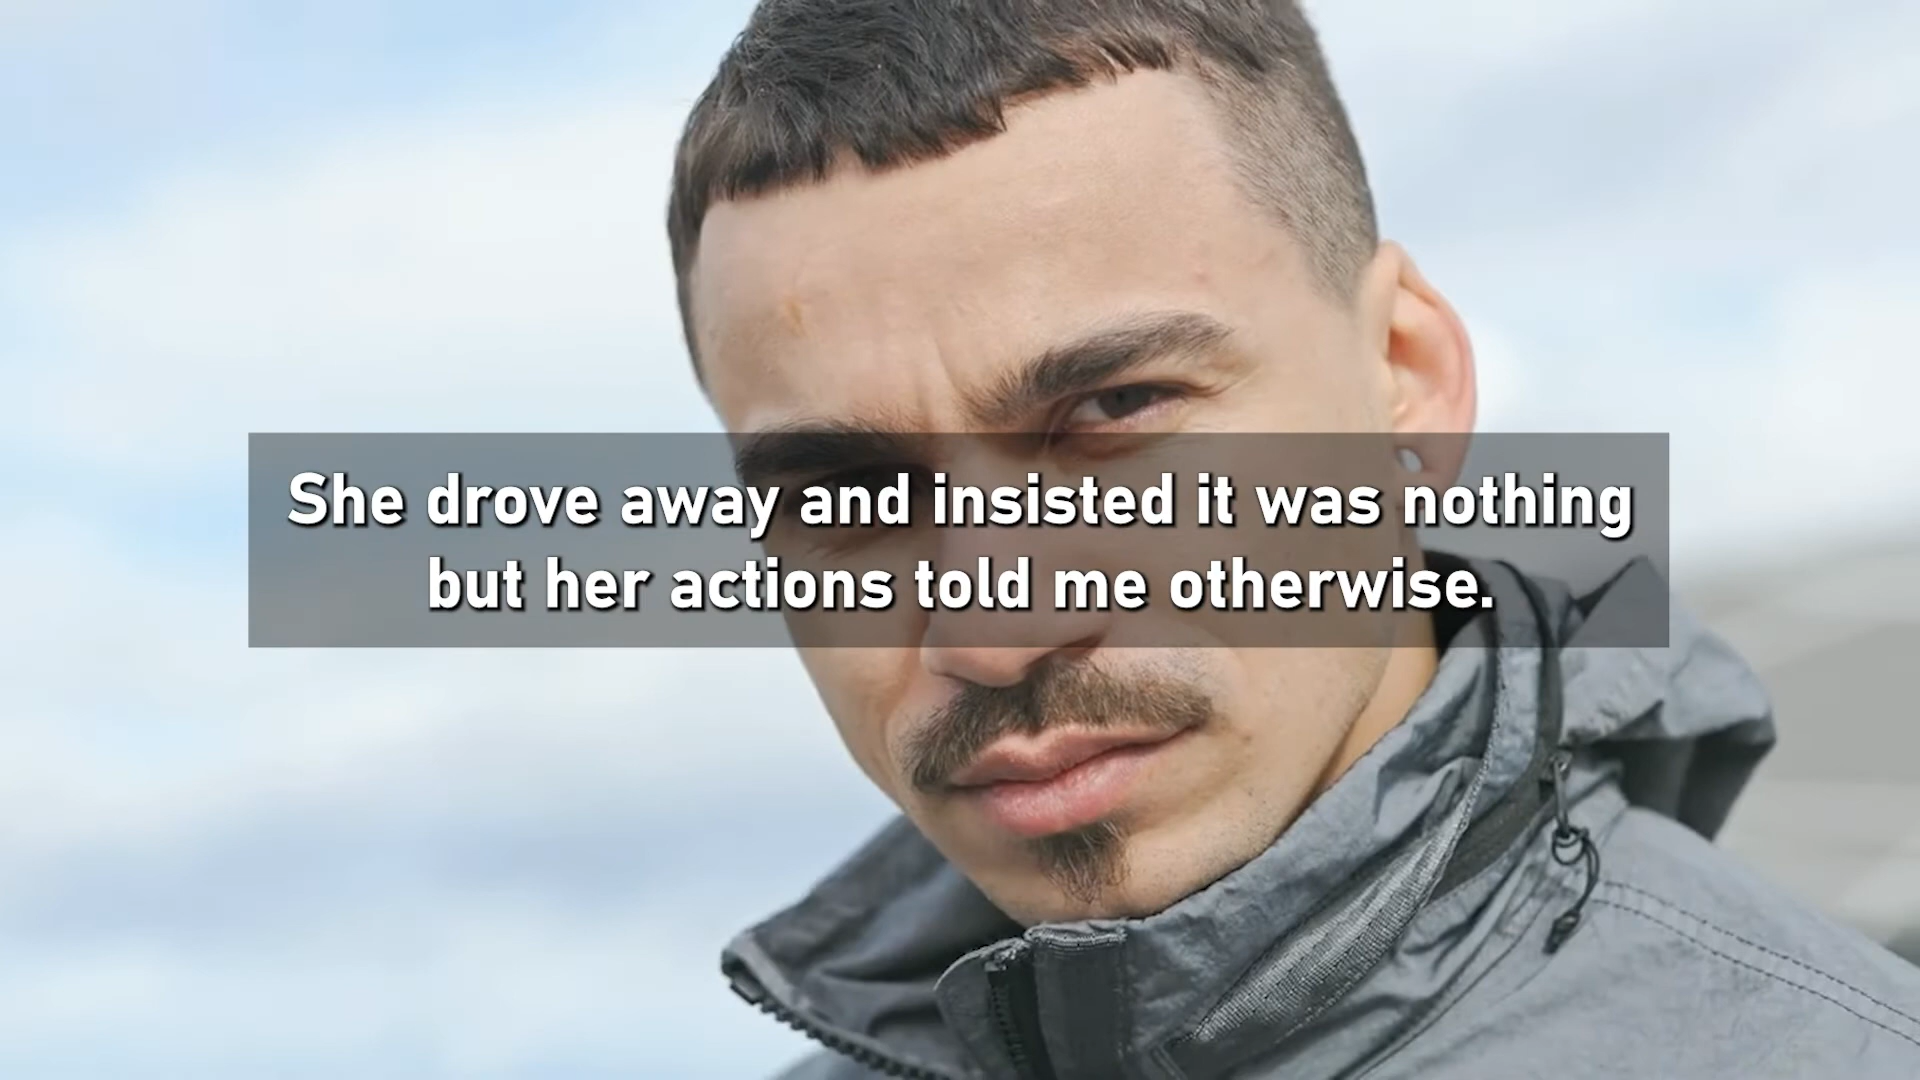 She drove away and insisted it was nothing
but her actions told me otherwise.